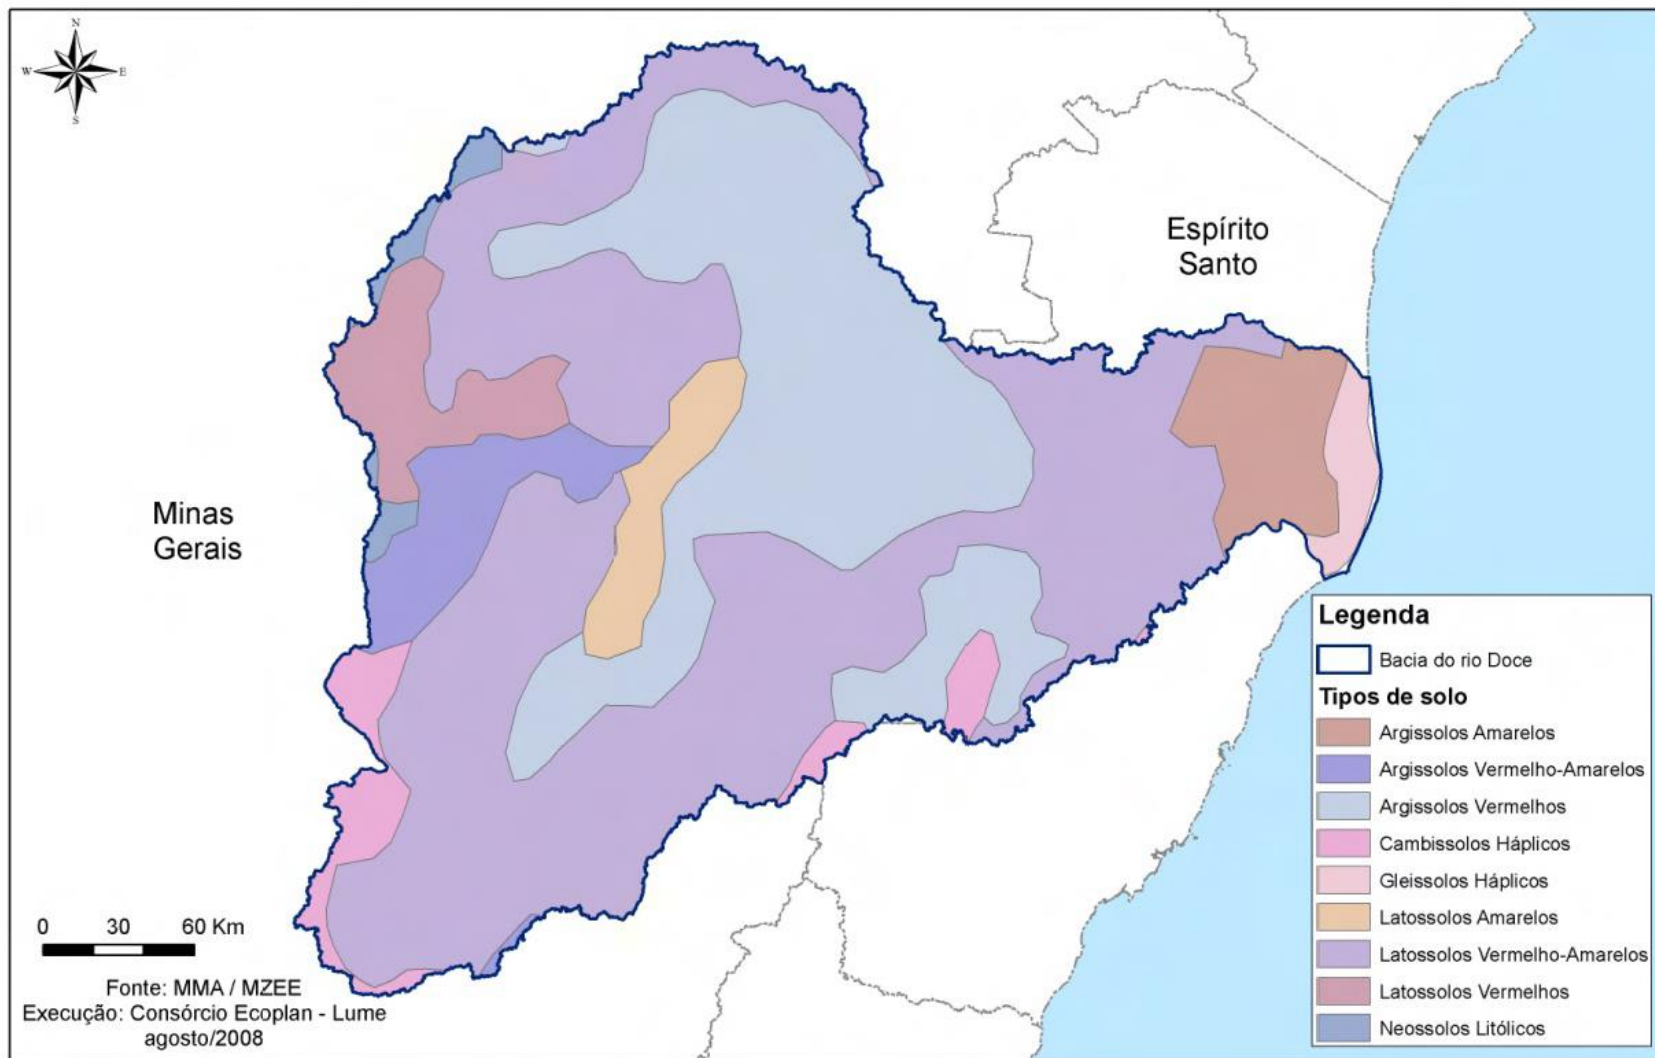 N
W E
S
Espírito
Santo
Minas
Gerais
0 30 60 Km
Fonte: MMA / MZEE
Execução: Consórcio Ecoplan - Lume
agosto/2008
Legenda
Bacia do rio Doce
Tipos de solo
Argissolos Amarelos
Argissolos Vermelho-Amarelos
Argissolos Vermelhos
Cambissolos Háplicos
Gleissolos Háplicos
Latossolos Amarelos
Latossolos Vermelho-Amarelos
Latossolos Vermelhos
Neossolos Litólicos